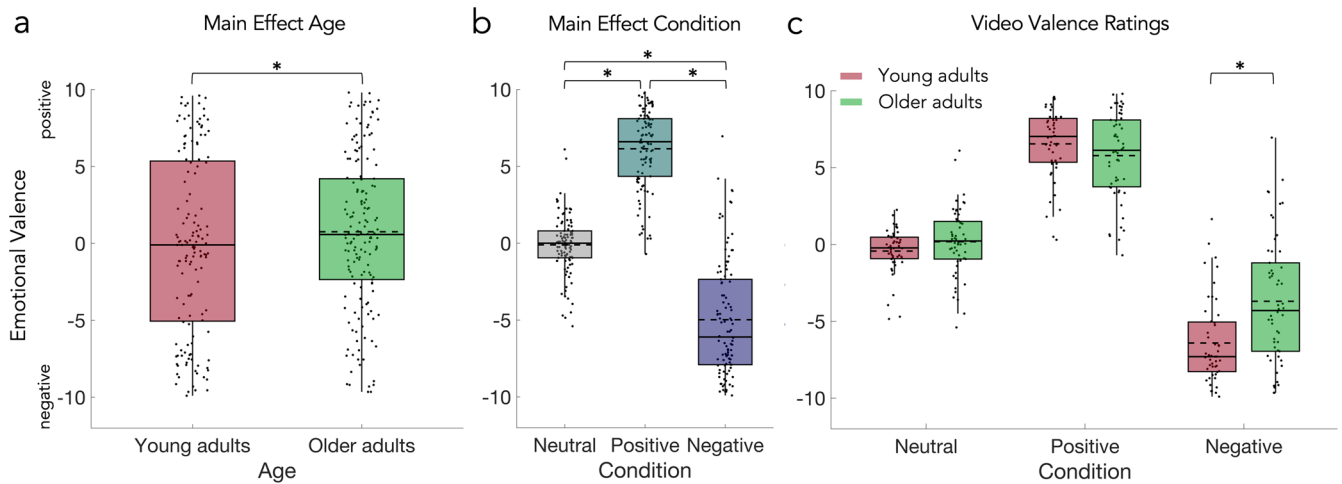 a
Main Effect Age
b
Main Effect Condition
c
Video Valence Ratings
*
*
*
*
*
Young adults
Older adults
Emotional Valence
positive
negative
10
5
0
-5
-10
10
5
0
-5
-10
10
5
0
-5
-10
Young adults Older adults
Age
Neutral Positive Negative
Condition
Neutral Positive Negative
Condition